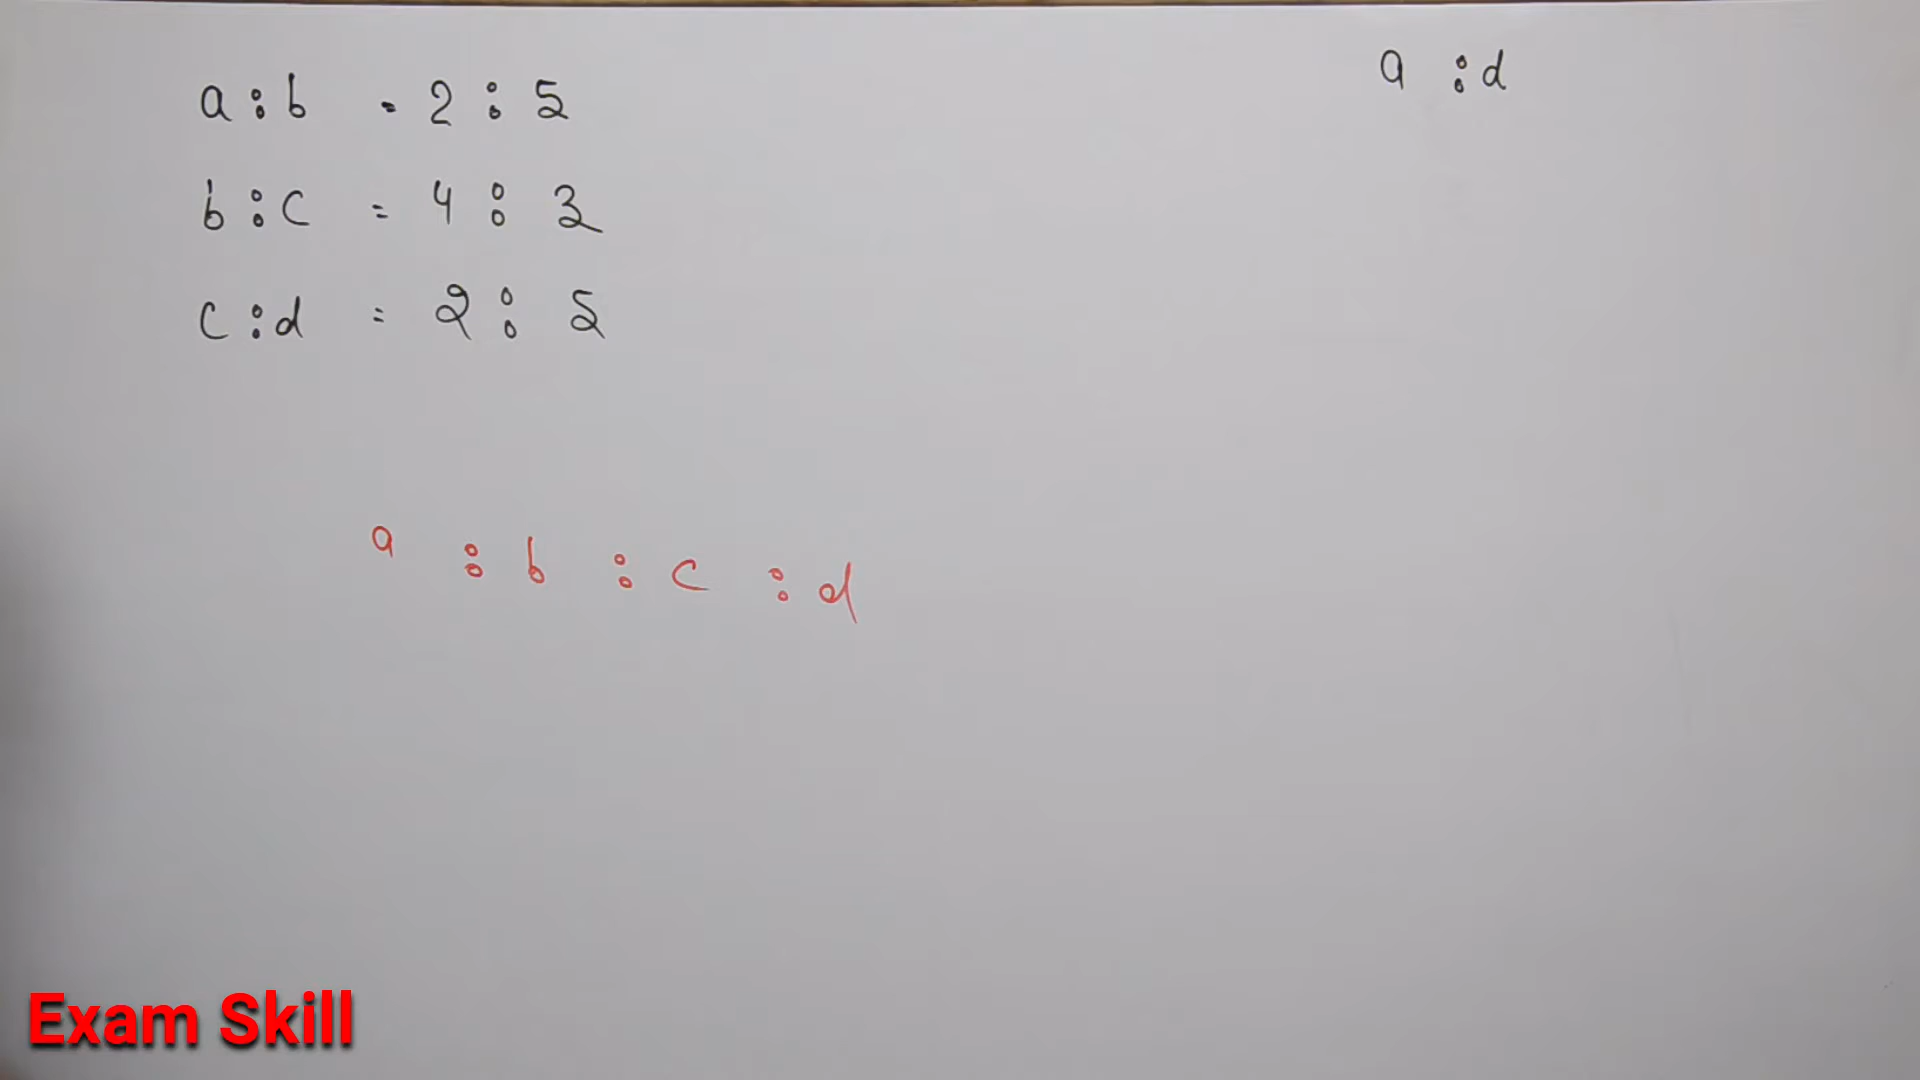 a : b = 2 : 5
a : d
b : c = 4 : 3
c : d = 2 : 5
a : b : c : d
Exam Skill